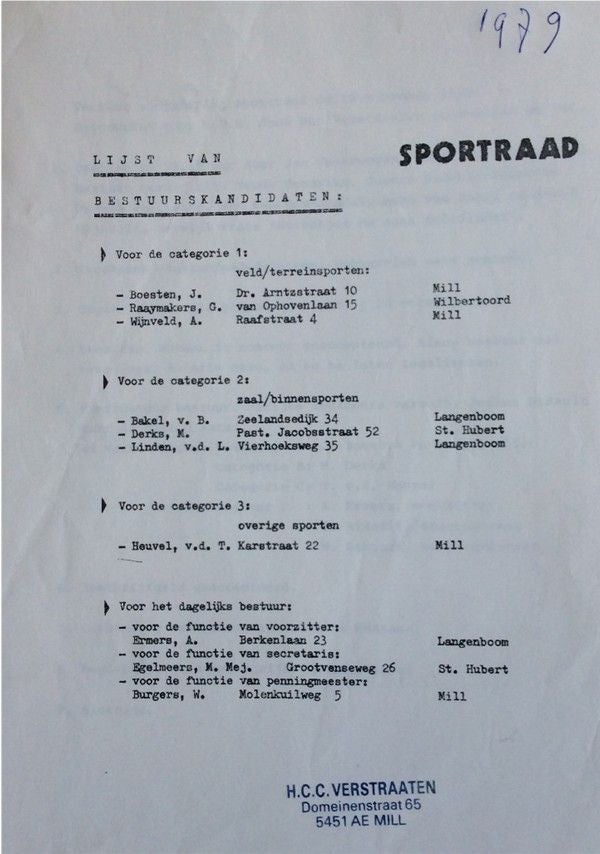 1979
SPORTRAAD
LIJST VAN
BESTUURSKANDIDATEN:
Voor de categorie 1:
veld/terreinsporten:
- Boesten, J. Dr. Arntzstraat 10 Mill
- Raaymakers, G. van Ophovenlaan 15 Wilbertoord
- Wijnveld, A. Raafstraat 4 Mill
Voor de categorie 2:
zaal/binnensporten
- Bakel, v. B. Zeelandsedijk 34 Langenboom
- Derks, M. Past. Jacobsstraat 52 St. Hubert
- Linden, v.d. L. Vierhoeksweg 35 Langenboom
Voor de categorie 3:
overige sporten
- Heuvel, v.d. T. Karstraat 22 Mill
Voor het dagelijks bestuur:
- voor de functie van voorzitter:
Ermers, A. Berkenlaan 23 Langenboom
- voor de functie van secretaris:
Egelmeers, M. Mej. Grootvenseweg 26 St. Hubert
- voor de functie van penningmeester:
Burgers, W. Molenkuilweg 5 Mill
H.C.C. VERSTRAATEN
Domeinenstraat 65
5451 AE MILL